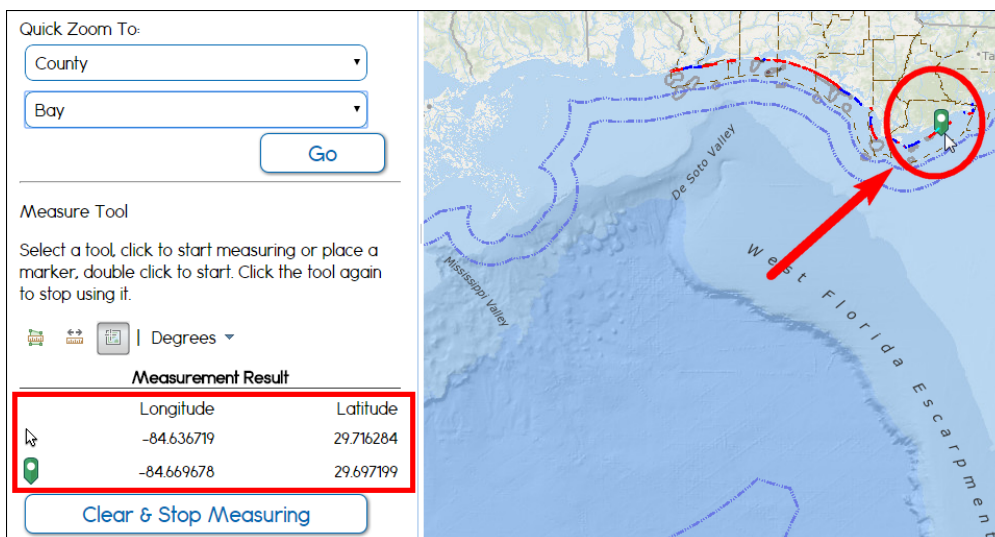 Quick Zoom To:
County
Bay
Go
Measure Tool
Select a tool, click to start measuring or place a
marker, double click to start. Click the tool again
to stop using it.
Degrees
Measurement Result
Longitude Latitude
-84.636719 29.716284
-84.669678 29.697199
Clear & Stop Measuring
De Soto Valley
Mississippi Valley
West Florida Escarpment
Ta